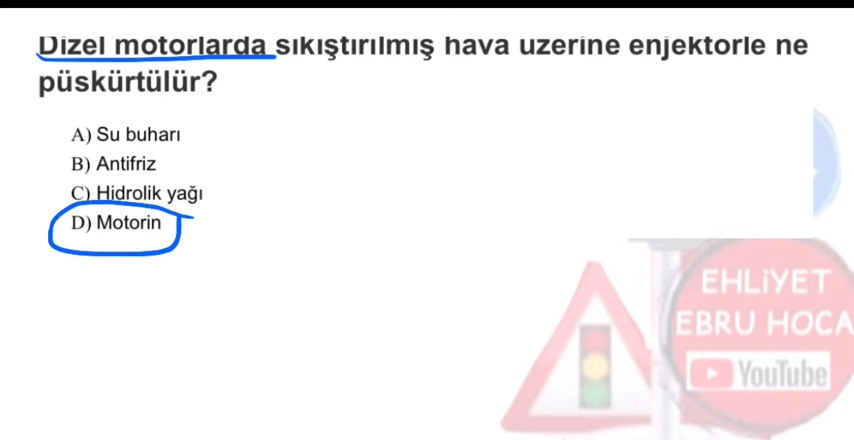 Dizel motorlarda sıkıştırılmış hava üzerine enjektörle ne
püskürtülür?
A) Su buharı
B) Antifriz
C) Hidrolik yağı
D) Motorin
EHLİYET
EBRU HOCA
YouTube